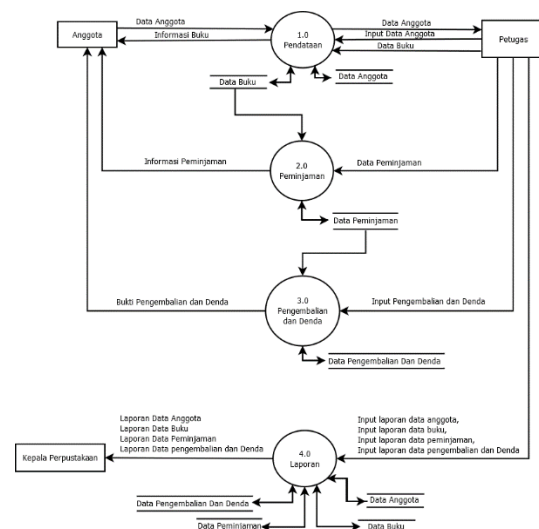 Data Anggota
Data Anggota
Anggota
Informasi Buku
1.0
Pendataan
Input Data Anggota
Data Buku
Petugas
Data Buku
Data Anggota
Informasi Peminjaman
2.0
Peminjaman
Data Peminjaman
Data Peminjaman
Bukti Pengembalian dan Denda
3.0
Pengembalian
dan Denda
Input Pengembalian dan Denda
Data Pengembalian Dan Denda
Laporan Data Anggota
Laporan Data Buku
Laporan Data Peminjaman
Laporan Data pengembalian dan Denda
Input laporan data anggota,
Input laporan data buku,
Input laporan data peminjaman,
Input laporan data pengembalian dan Denda
Kepala Perpustakaan
4.0
Laporan
Data Pengembalian Dan Denda
Data Anggota
Data Peminjaman
Data Buku